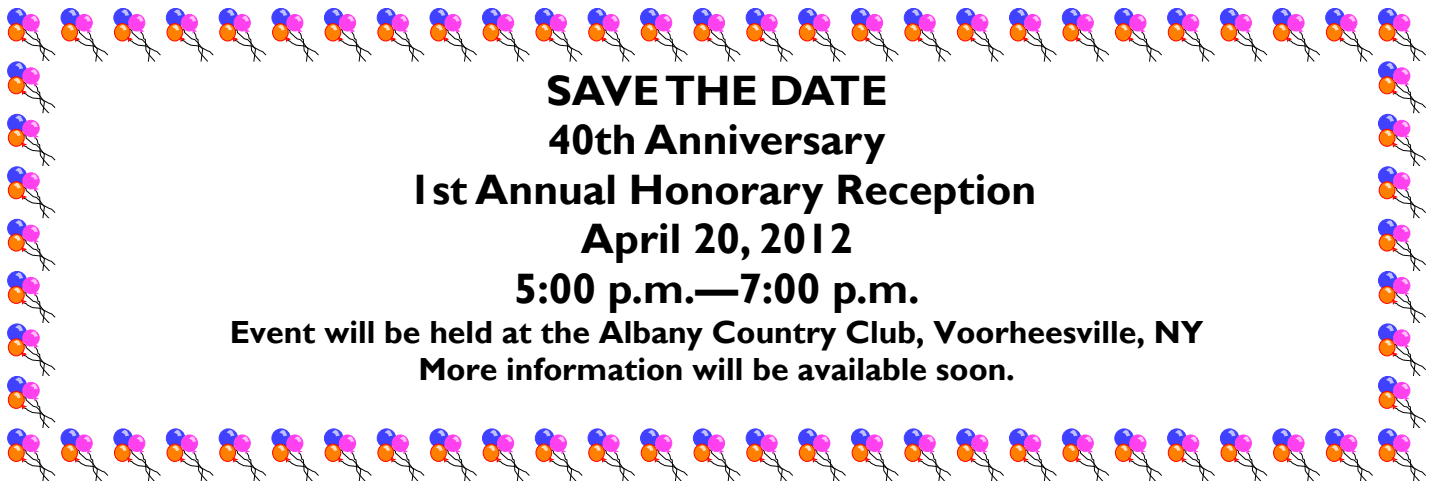 SAVE THE DATE
40th Anniversary
1st Annual Honorary Reception
April 20, 2012
5:00 p.m.—7:00 p.m.
Event will be held at the Albany Country Club, Voorheesville, NY
More information will be available soon.